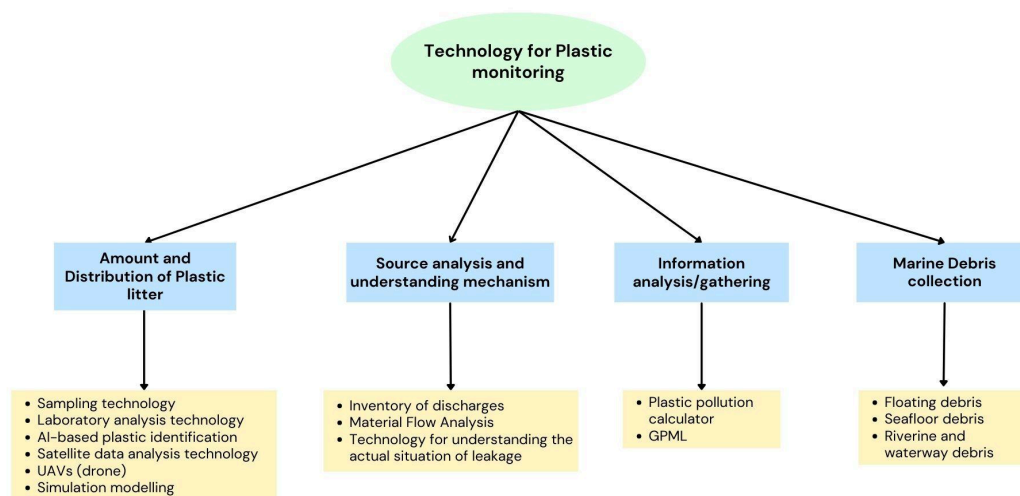 Technology for Plastic
monitoring
Amount and
Distribution of Plastic
litter
Source analysis and
understanding mechanism
Information
analysis/gathering
Marine Debris
collection
• Sampling technology
• Laboratory analysis technology
• AI-based plastic identification
• Satellite data analysis technology
• UAVs (drone)
• Simulation modelling
• Inventory of discharges
• Material Flow Analysis
• Technology for understanding the
actual situation of leakage
• Plastic pollution
calculator
• GPML
• Floating debris
• Seafloor debris
• Riverine and
waterway debris